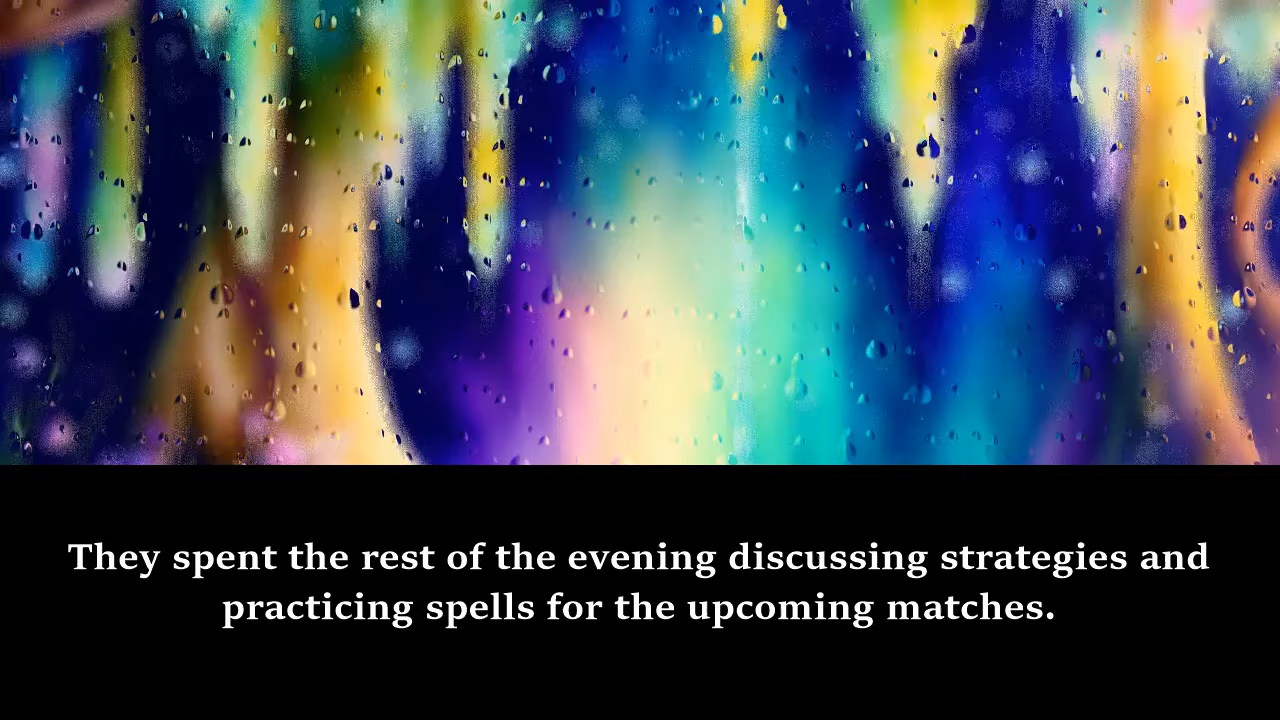 They spent the rest of the evening discussing strategies and
practicing spells for the upcoming matches.